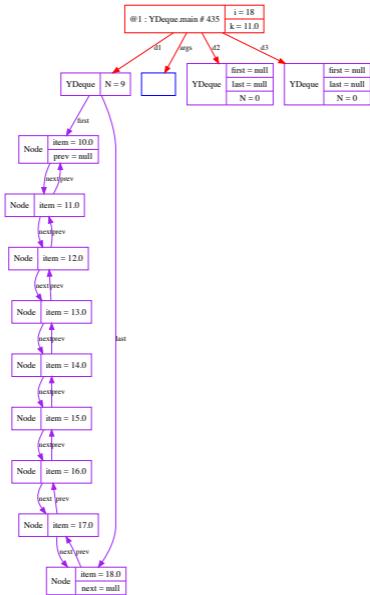 @1 : YDeque.main # 435
i = 18
k = 11.0
d1
args
d2
d3
YDeque
N = 9
YDeque
first = null
last = null
N = 0
YDeque
first = null
last = null
N = 0
first
Node
item = 10.0
prev = null
next
prev
Node
item = 11.0
next
prev
Node
item = 12.0
next
prev
Node
item = 13.0
last
next
prev
Node
item = 14.0
next
prev
Node
item = 15.0
next
prev
Node
item = 16.0
next
prev
Node
item = 17.0
next
prev
Node
item = 18.0
next = null